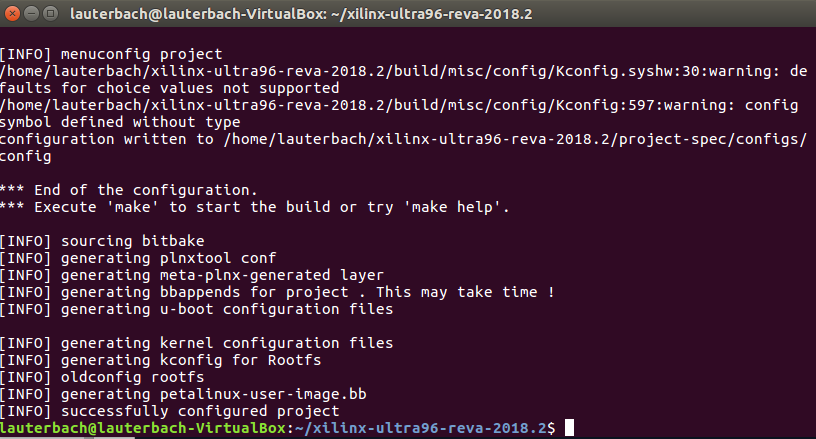 lauterbach@lauterbach-VirtualBox: ~/xilinx-ultra96-reva-2018.2
[INFO] menuconfig project
/home/lauterbach/xilinx-ultra96-reva-2018.2/build/misc/config/Kconfig.syshw:30:warning: de
faults for choice values not supported
/home/lauterbach/xilinx-ultra96-reva-2018.2/build/misc/config/Kconfig:597:warning: config
symbol defined without type
configuration written to /home/lauterbach/xilinx-ultra96-reva-2018.2/project-spec/configs/
config
*** End of the configuration.
*** Execute 'make' to start the build or try 'make help'.
[INFO] sourcing bitbake
[INFO] generating plnxtool conf
[INFO] generating meta-plnx-generated layer
[INFO] generating bbappends for project . This may take time !
[INFO] generating u-boot configuration files
[INFO] generating kernel configuration files
[INFO] generating kconfig for Rootfs
[INFO] oldconfig rootfs
[INFO] generating petalinux-user-image.bb
[INFO] successfully configured project
lauterbach@lauterbach-VirtualBox:~/xilinx-ultra96-reva-2018.2$